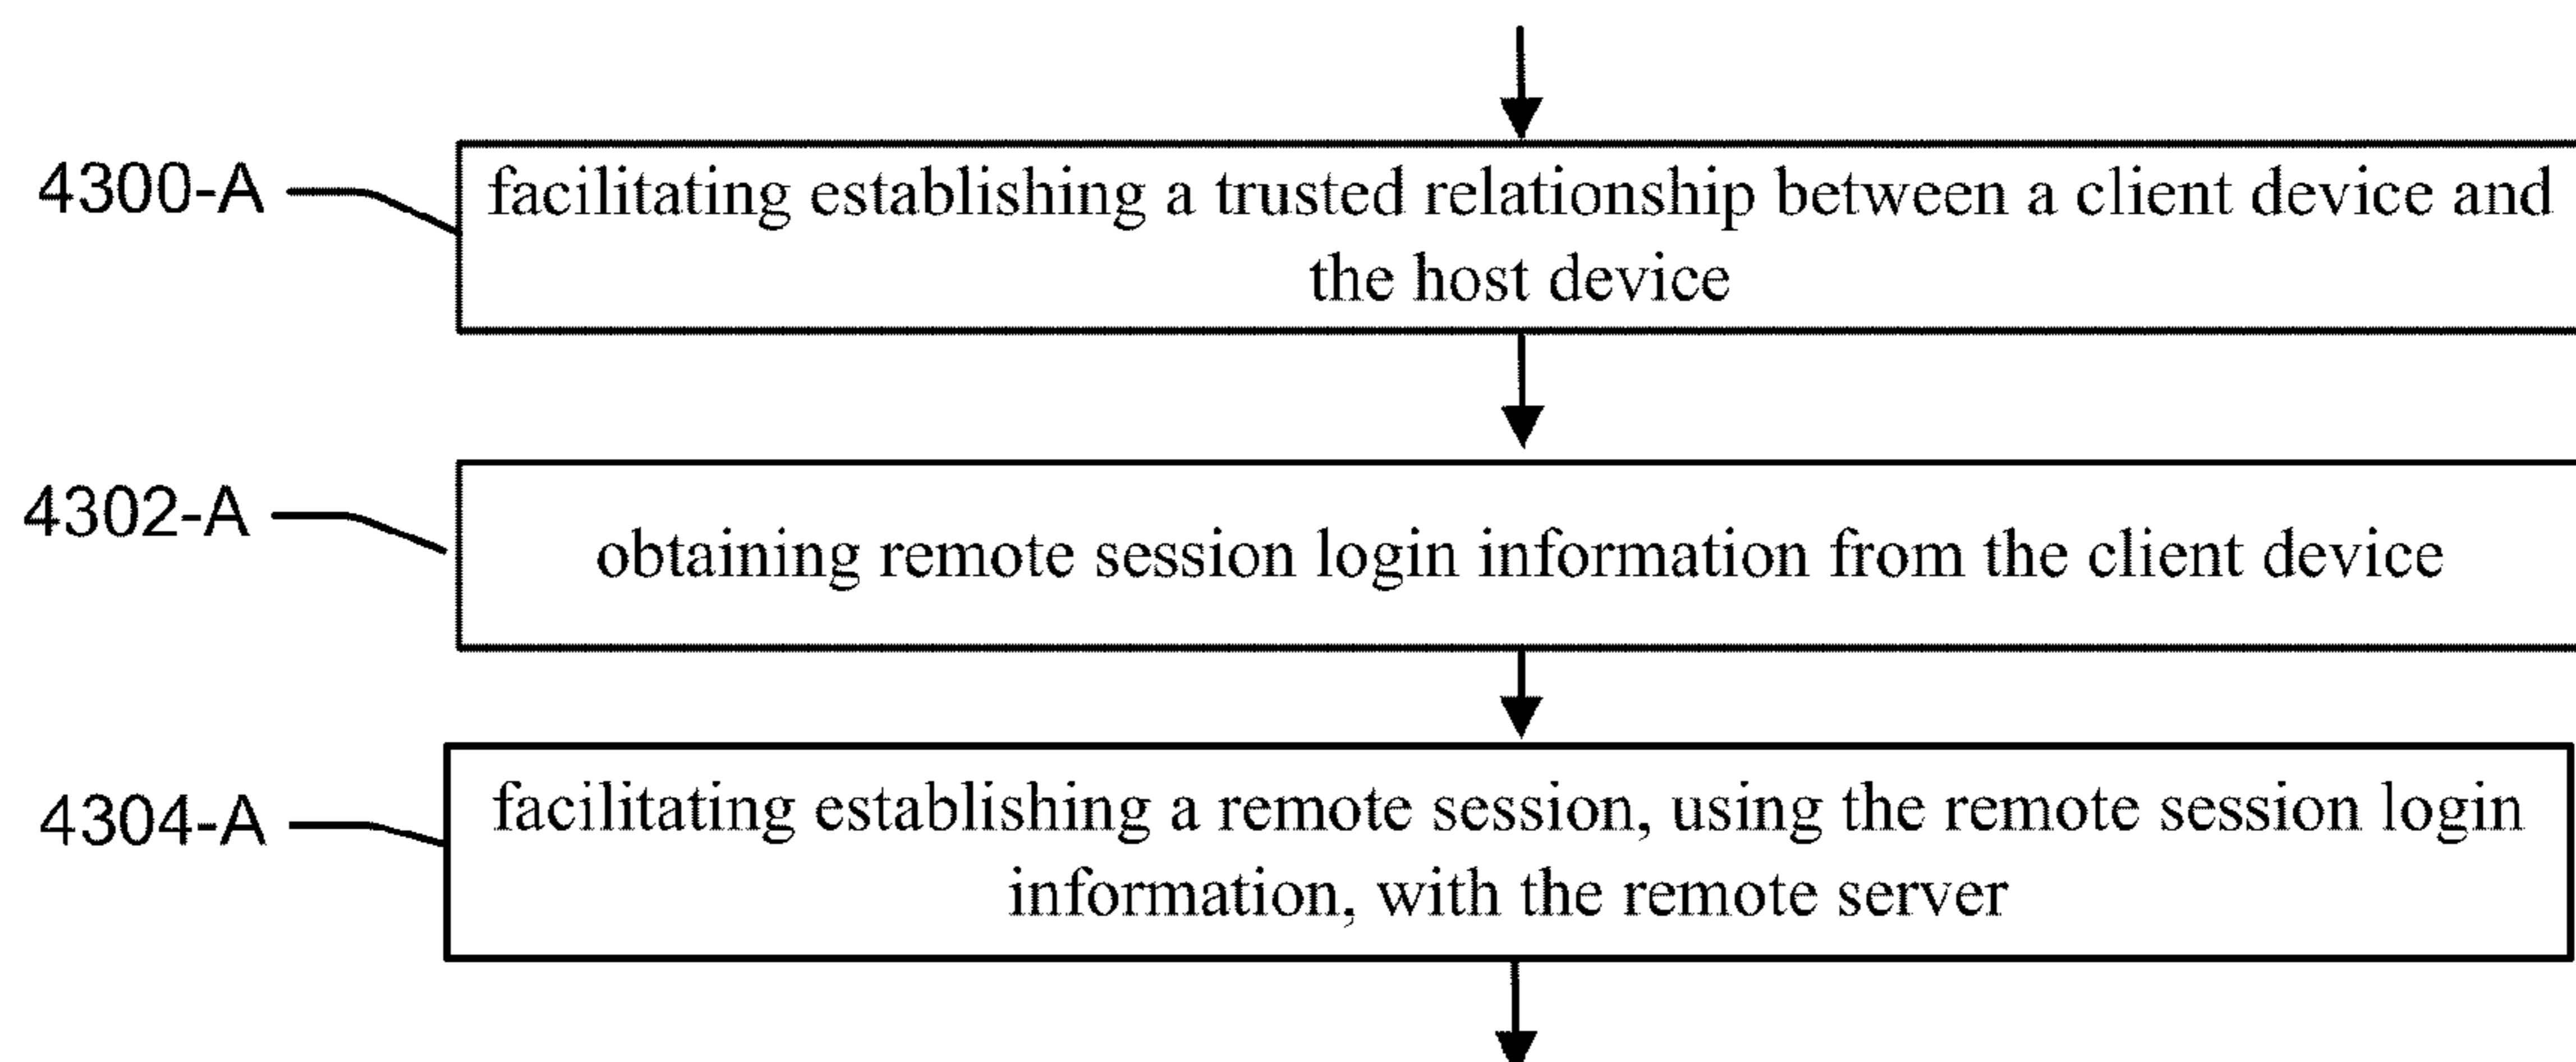 4300-A
facilitating establishing a trusted relationship between a client device and
the host device
4302-A
obtaining remote session login information from the client device
4304-A
facilitating establishing a remote session, using the remote session login
information, with the remote server